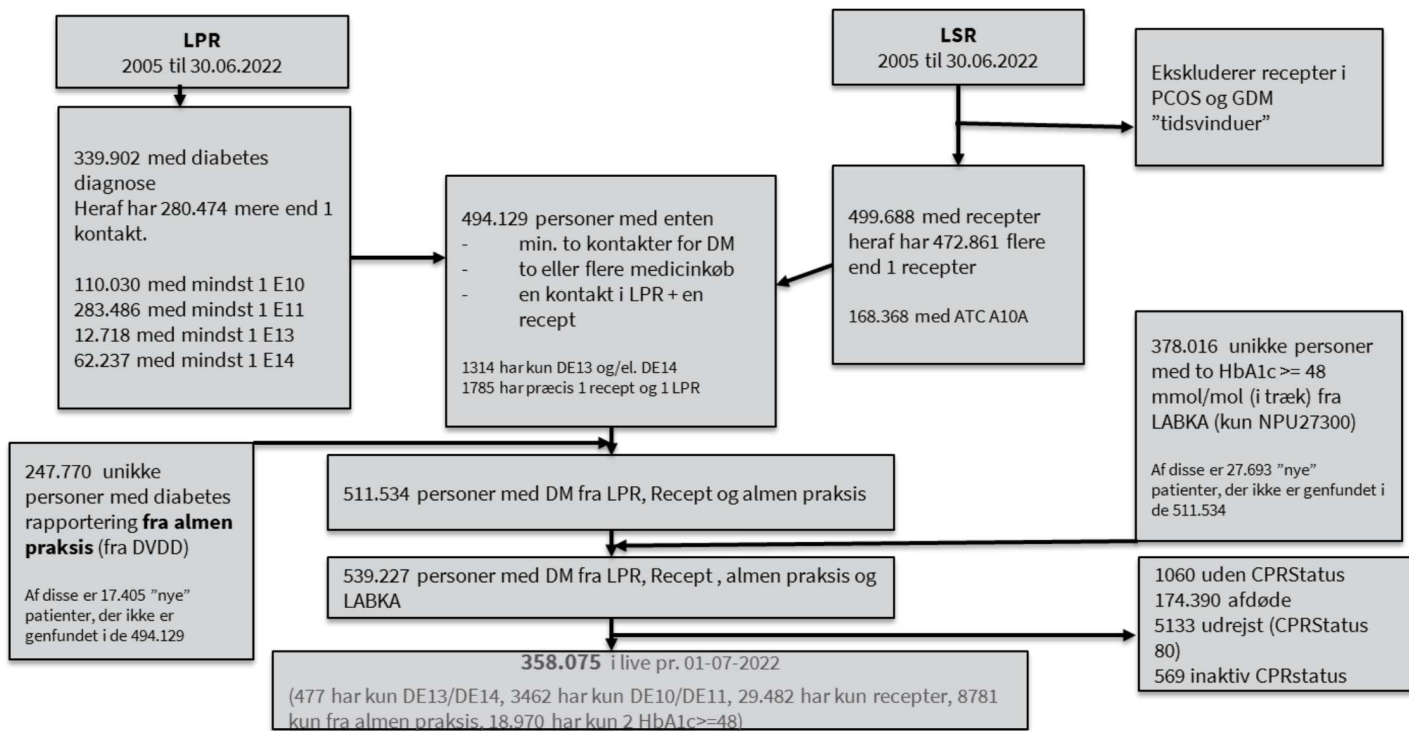 LPR
2005 til 30.06.2022
LSR
2005 til 30.06.2022
Ekskluderer recepter i
PCOS og GDM
”tidsvinduer”
339.902 med diabetes
diagnose
Heraf har 280.474 mere end 1
kontakt.
110.030 med mindst 1 E10
283.486 med mindst 1 E11
12.718 med mindst 1 E13
62.237 med mindst 1 E14
494.129 personer med enten
- min. to kontakter for DM
- to eller flere medicinkøb
- en kontakt i LPR + en
recept
1314 har kun DE13 og/el. DE14
1785 har præcis 1 recept og 1 LPR
499.688 med recepter
heraf har 472.861 flere
end 1 recepter
168.368 med ATC A10A
378.016 unikke personer
med to HbA1c >= 48
mmol/mol (i træk) fra
LABKA (kun NPU27300)
Af disse er 27.693 ”nye”
patienter, der ikke er genfundet i
de 511.534
247.770 unikke
personer med diabetes
rapportering fra almen
praksis (fra DVDD)
Af disse er 17.405 ”nye”
patienter, der ikke er
genfundet i de 494.129
511.534 personer med DM fra LPR, Recept og almen praksis
539.227 personer med DM fra LPR, Recept , almen praksis og
LABKA
1060 uden CPRStatus
174.390 afdøde
5133 udrejst (CPRStatus
80)
569 inaktiv CPRstatus
358.075 i live pr. 01-07-2022
(477 har kun DE13/DE14, 3462 har kun DE10/DE11, 29.482 har kun recepter, 8781
kun fra almen praksis, 18.970 har kun 2 HbA1c>=48)